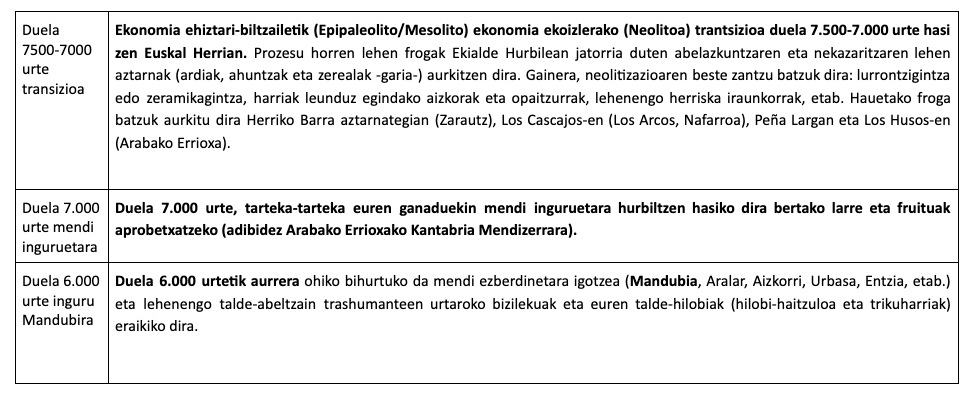 Duela
7500-7000
urte
transizioa
Ekonomia ehiztari-biltzailetik (Epipaleolito/Mesolito) ekonomia ekoizlerako (Neolitoa) trantsizioa duela 7.500-7.000 urte hasi
zen Euskal Herrian. Prozesu horren lehen frogak Ekialde Hurbilean jatorria duten abelazkuntzaren eta nekazaritzaren lehen
aztarnak (ardiak, ahuntzak eta zerealak -garia-) aurkitzen dira. Gainera, neolitizazioaren beste zantzu batzuk dira: lurrontzigintza
edo zeramikagintza, harriak leunduz egindako aizkorak eta opaitzurrak, lehenengo herriska iraunkorrak, etab. Hauetako froga
batzuk aurkitu dira Herriko Barra aztarnategian (Zarautz), Los Cascajos-en (Los Arcos, Nafarroa), Peña Largan eta Los Husos-en
(Arabako Errioxa).
Duela 7.000
urte mendi
inguruetara
Duela 7.000 urte, tarteka-tarteka euren ganaduekin mendi inguruetara hurbiltzen hasiko dira bertako larre eta fruituak
aprobetxatzeko (adibidez Arabako Errioxako Kantabria Mendizerrara).
Duela 6.000
urte inguru
Mandubira
Duela 6.000 urtetik aurrera ohiko bihurtuko da mendi ezberdinetara igotzea (Mandubia, Aralar, Aizkorri, Urbasa, Entzia, etab.)
eta lehenengo talde-abeltzain trashumanteen urtaroko bizilekuak eta euren talde-hilobiak (hilobi-haitzuloa eta trikuharriak)
eraikiko dira.